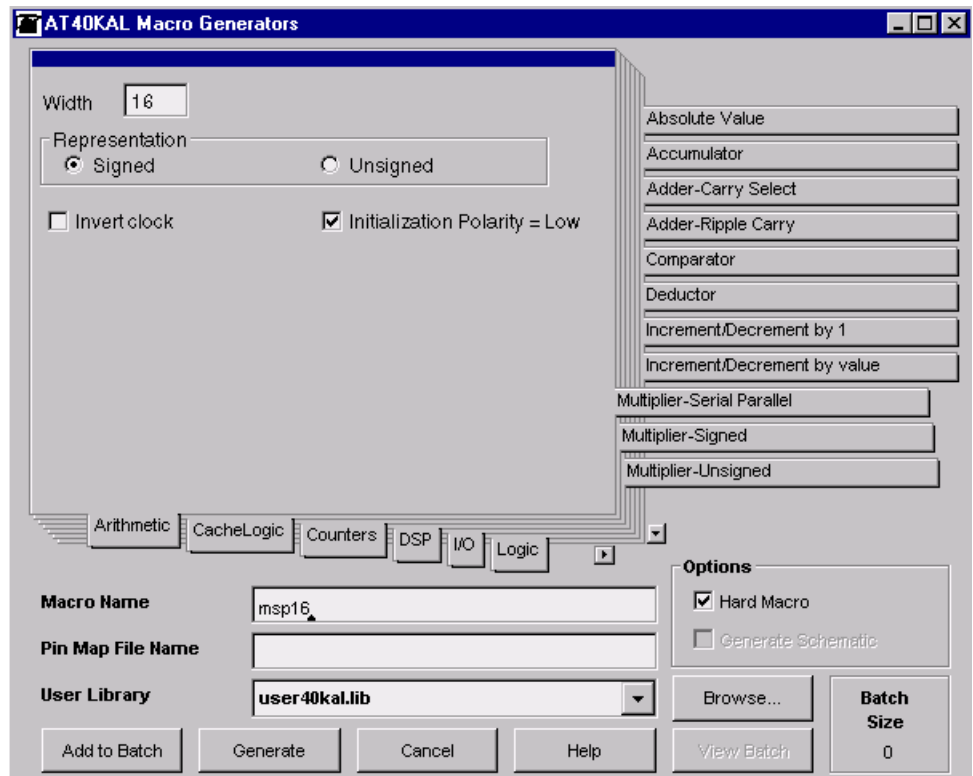 AT40KAL Macro Generators
Width 16
Representation
Signed Unsigned
Invert clock Initialization Polarity = Low
Absolute Value
Accumulator
Adder-Carry Select
Adder-Ripple Carry
Comparator
Deductor
Increment/Decrement by 1
Increment/Decrement by value
Multiplier-Serial Parallel
Multiplier-Signed
Multiplier-Unsigned
Arithmetic CacheLogic Counters DSP I/O Logic
Options
Macro Name msp16
Hard Macro
Pin Map File Name
Generate Schematic
User Library user40kal.lib
Browse...
Batch
Size
0
Add to Batch Generate Cancel Help View Batch